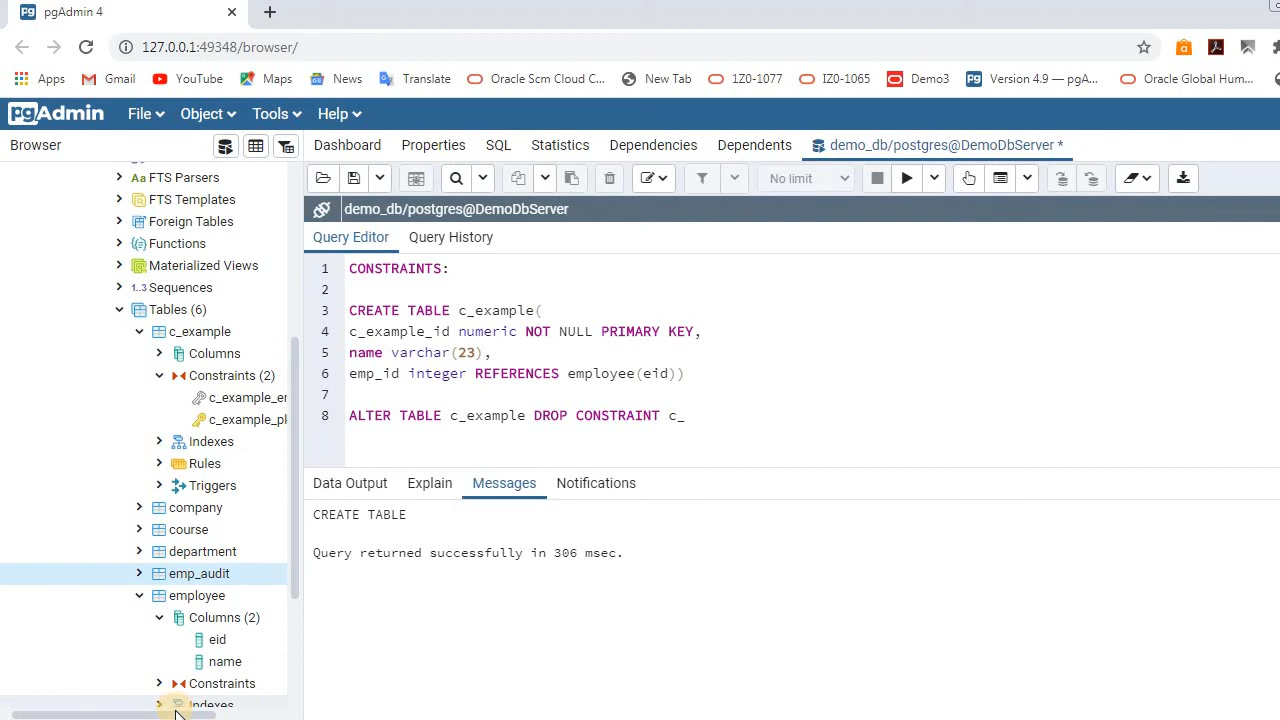 pgAdmin 4
127.0.0.1:49348/browser/
Apps Gmail YouTube Maps News Translate Oracle Scm Cloud C... New Tab 1Z0-1077 IZ0-1065 Demo3 Version 4.9 — pgA... Oracle Global Hum...
pgAdmin File Object Tools Help
Browser Dashboard Properties SQL Statistics Dependencies Dependents demo_db/postgres@DemoDbServer *
No limit
demo_db/postgres@DemoDbServer
Query Editor Query History
FTS Parsers
FTS Templates
Foreign Tables
Functions
Materialized Views
1..3 Sequences
Tables (6)
c_example
Columns
Constraints (2)
c_example_en
c_example_pk
Indexes
Rules
Triggers
company
course
department
emp_audit
employee
Columns (2)
eid
name
Constraints
Indexes
1 CONSTRAINTS:
2
3 CREATE TABLE c_example(
4 c_example_id numeric NOT NULL PRIMARY KEY,
5 name varchar(23),
6 emp_id integer REFERENCES employee(eid))
7
8 ALTER TABLE c_example DROP CONSTRAINT c_
Data Output Explain Messages Notifications
CREATE TABLE
Query returned successfully in 306 msec.